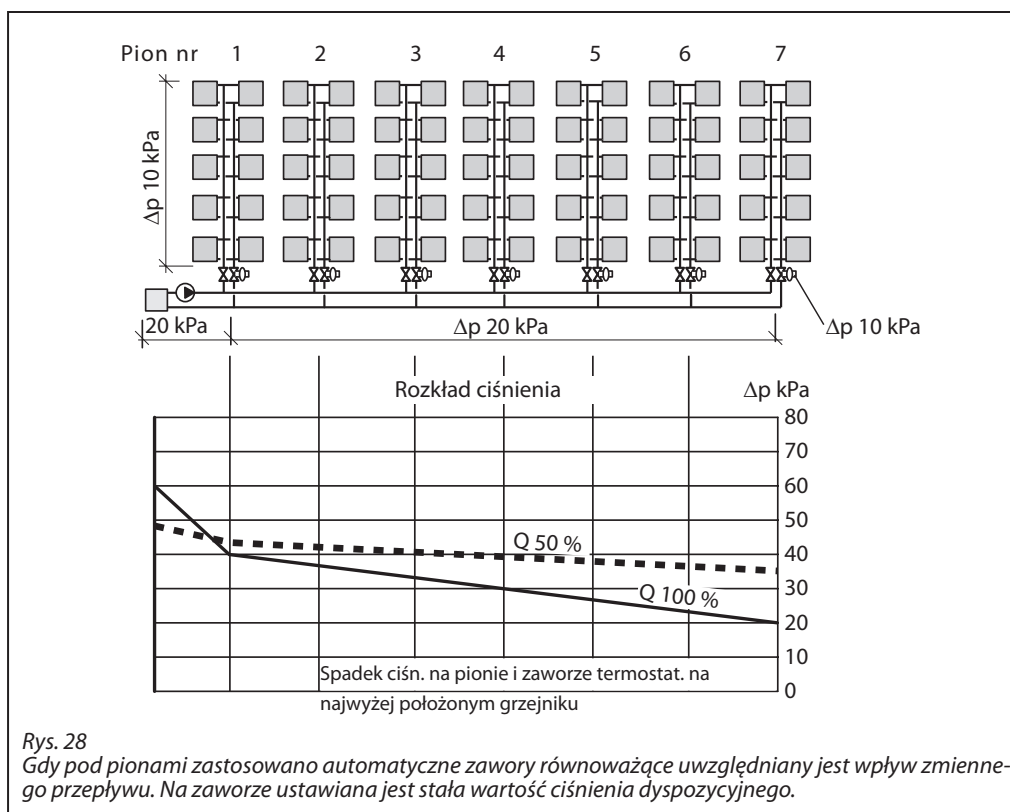 Pion nr 1 2 3 4 5 6 7
Δp 10 kPa
20 kPa
Δp 20 kPa
Δp 10 kPa
Rozkład ciśnienia
Δp kPa
80
70
60
50
Q 50 %
40
30
Q 100 %
20
10
Spadek ciśn. na pionie i zaworze termostat. na
0
najwyżej położonym grzejniku
Rys. 28
Gdy pod pionami zastosowano automatyczne zawory równoważące uwzględniany jest wpływ zmienne-
go przepływu. Na zaworze ustawiana jest stała wartość ciśnienia dyspozycyjnego.